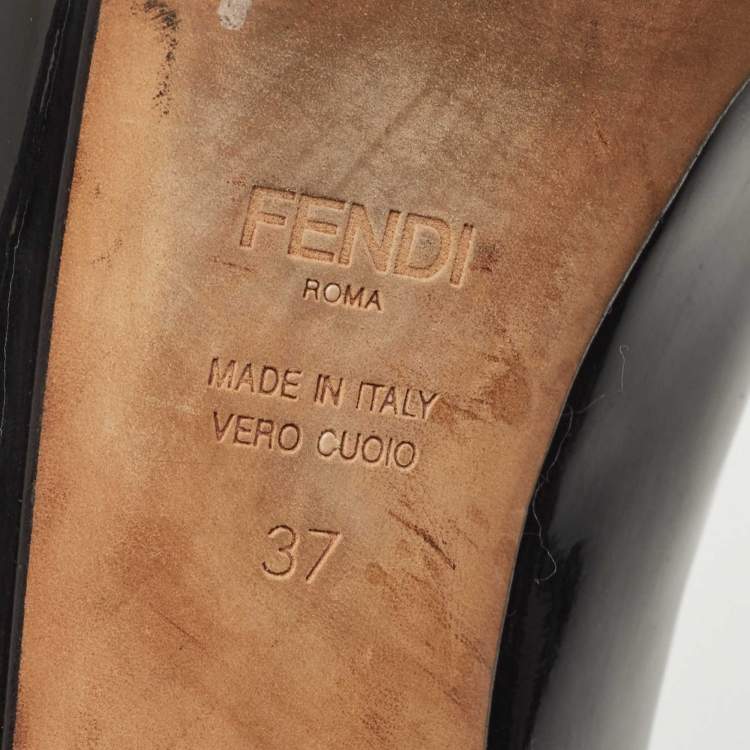 FENDI
ROMA
MADE IN ITALY
VERO CUOIO
37